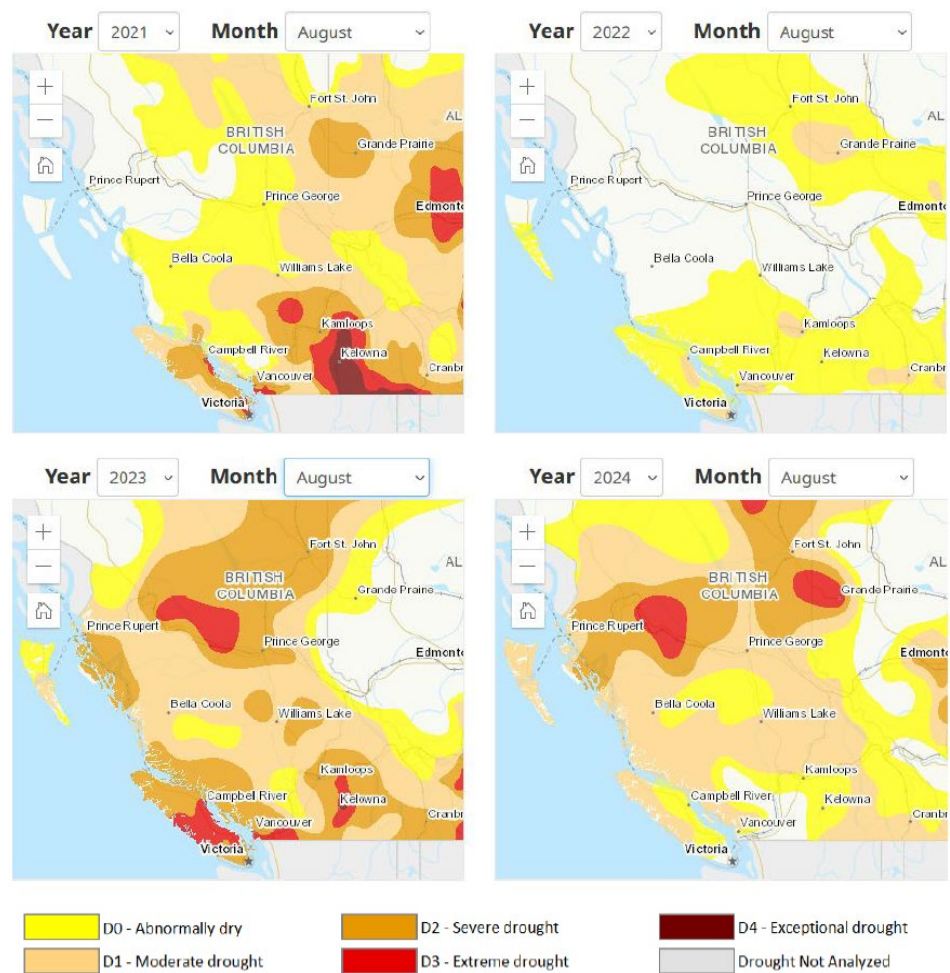 Year 2021 Month August
+
−
Fort St. John
BRITISH
COLUMBIA
AL
Grande Prairie
Prince Rupert
Prince George
Edmonto
Bella Coola
Williams Lake
Kamloops
Campbell River
Kelowna
Vancouver
Cranbr
Victoria
Year 2022 Month August
+
−
Fort St. John
BRITISH
COLUMBIA
AL
Grande Prairie
Prince Rupert
Prince George
Edmonto
Bella Coola
Williams Lake
Kamloops
Campbell River
Kelowna
Vancouver
Cranbr
Victoria
Year 2023 Month August
+
−
Fort St. John
BRITISH
COLUMBIA
AL
Grande Prairie
Prince Rupert
Prince George
Edmonto
Bella Coola
Williams Lake
Kamloops
Campbell River
Kelowna
Vancouver
Cranbr
Victoria
Year 2024 Month August
+
−
Fort St. John
BRITISH
COLUMBIA
AL
Grande Prairie
Prince Rupert
Prince George
Edmonto
Bella Coola
Williams Lake
Kamloops
Campbell River
Kelowna
Vancouver
Cranbr
Victoria
D0 - Abnormally dry D2 - Severe drought D4 - Exceptional drought
D1 - Moderate drought D3 - Extreme drought Drought Not Analyzed